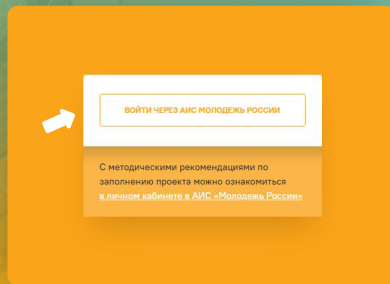 ВОЙТИ ЧЕРЕЗ АИС МОЛОДЕЖЬ РОССИИ
С методическими рекомендациями по
заполнению проекта можно ознакомиться
в личном кабинете в АИС «Молодежь России»